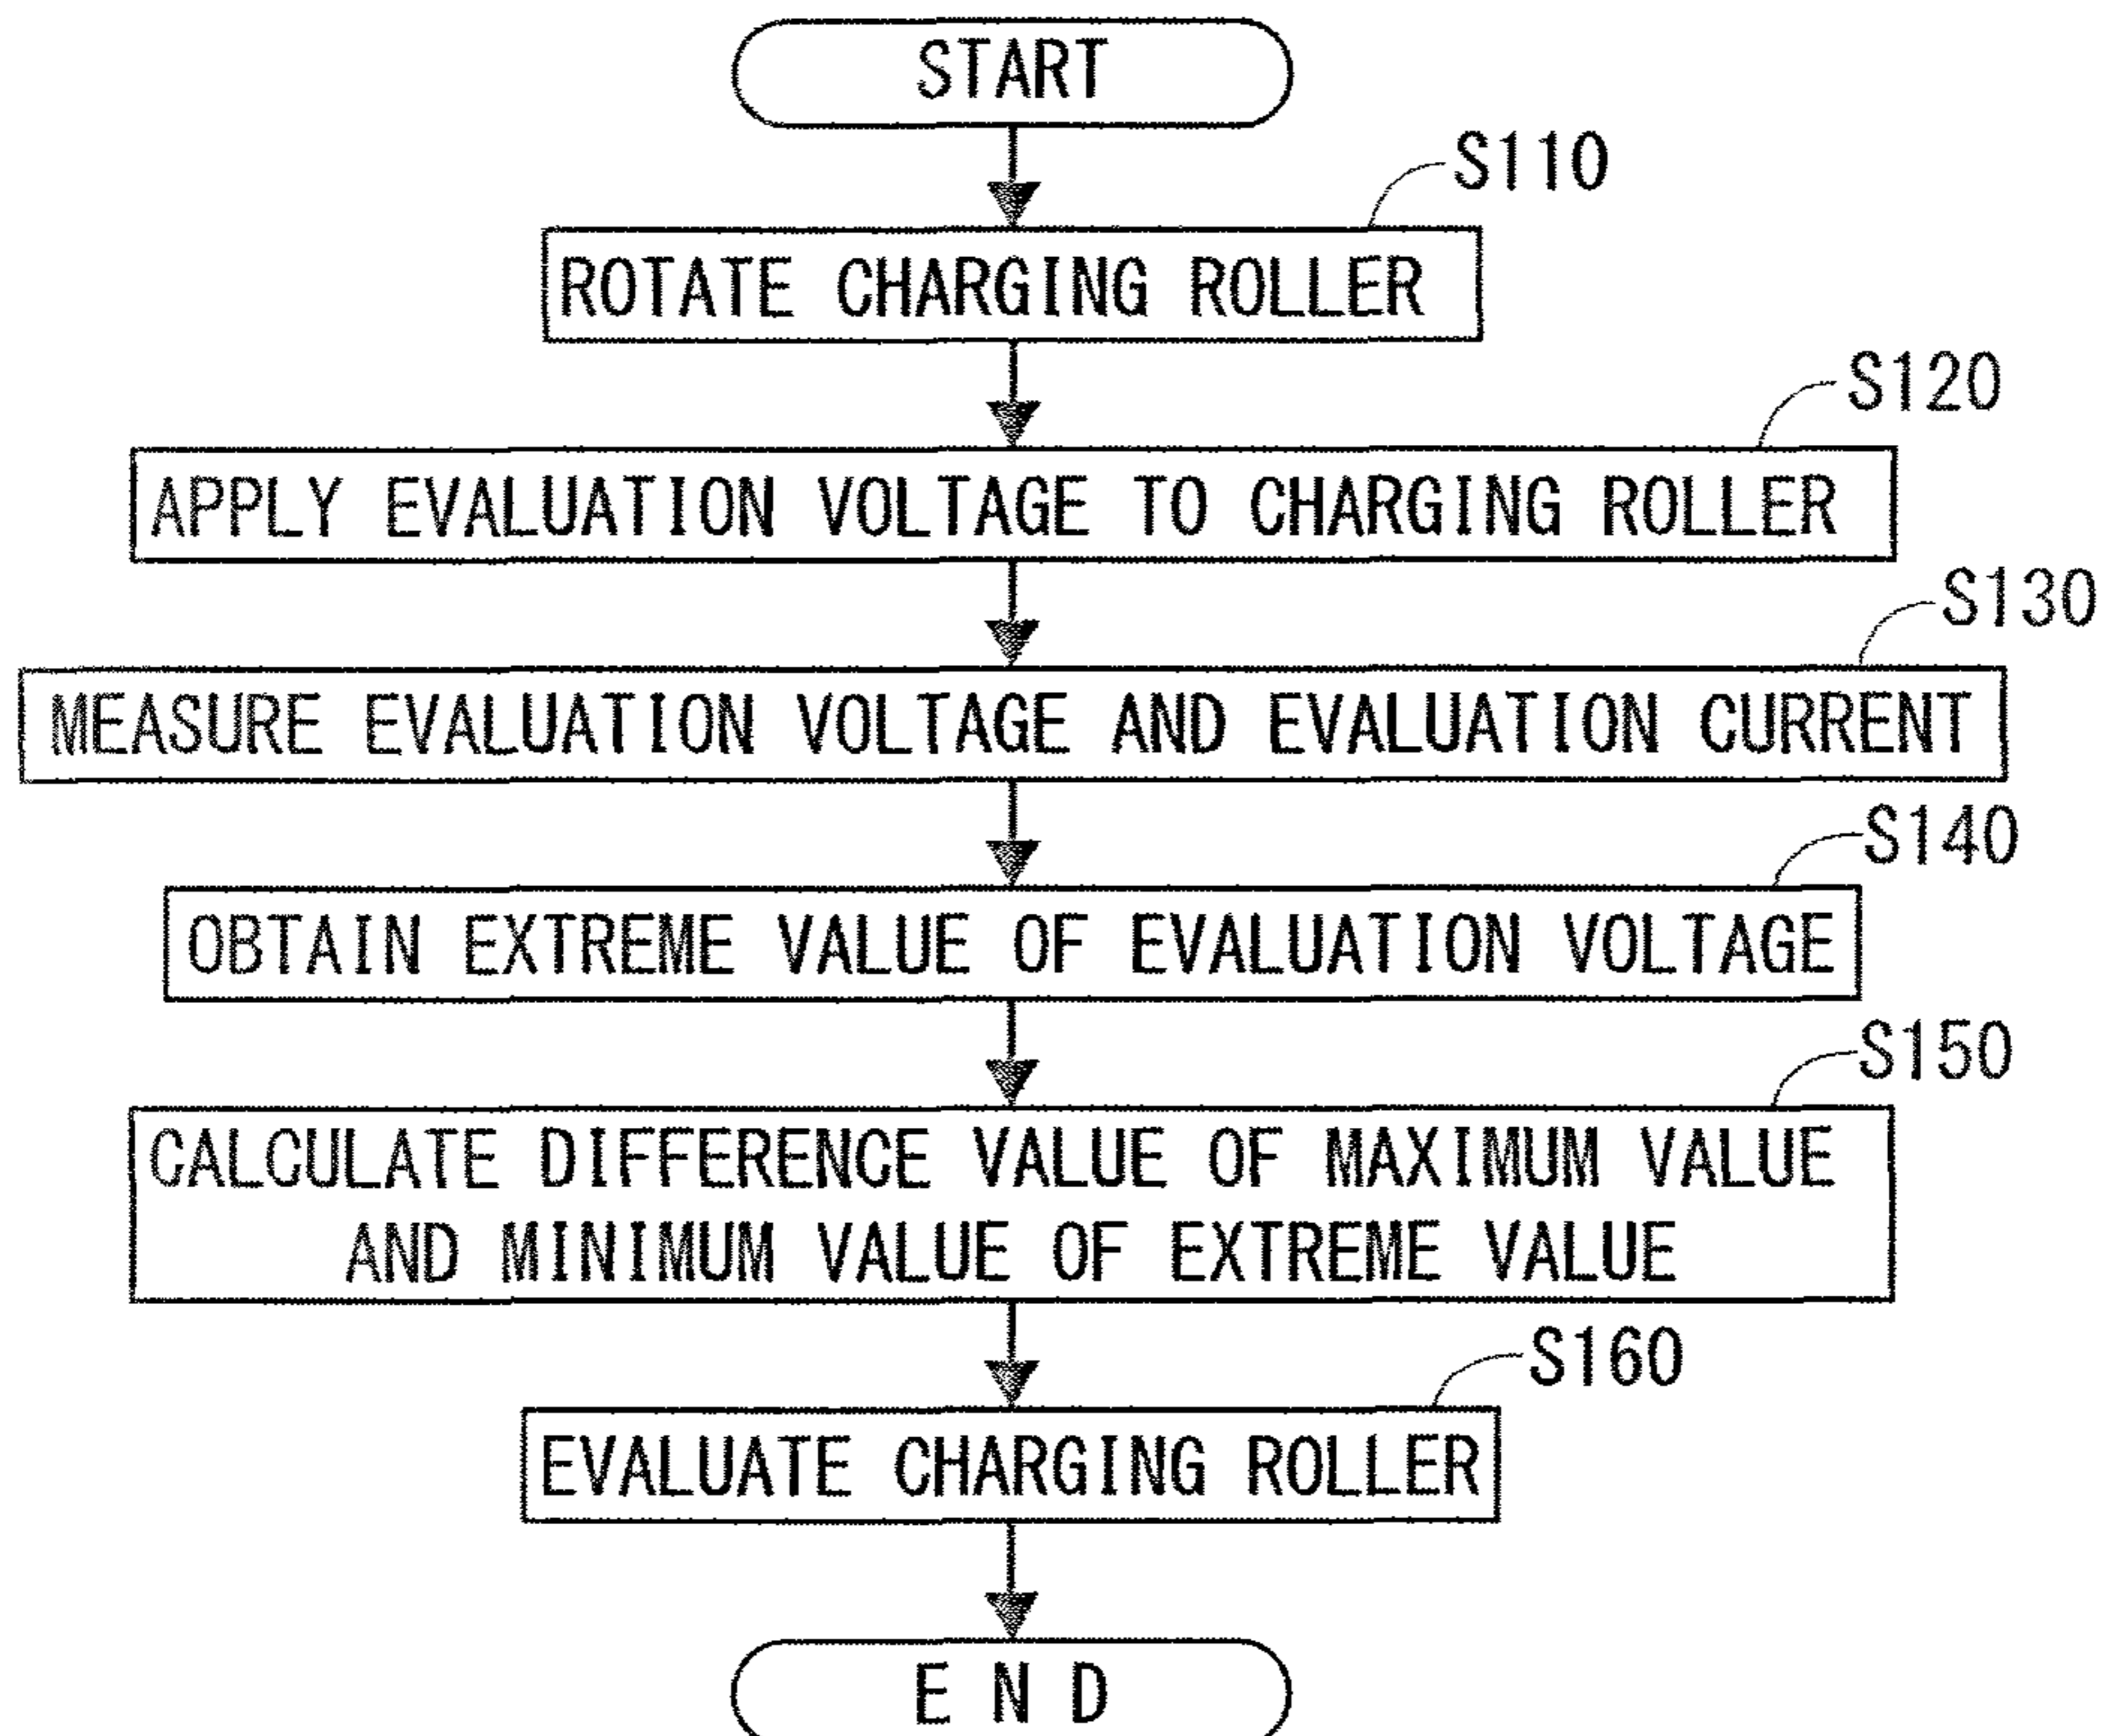 START
S110
ROTATE CHARGING ROLLER
S120
APPLY EVALUATION VOLTAGE TO CHARGING ROLLER
S130
MEASURE EVALUATION VOLTAGE AND EVALUATION CURRENT
S140
OBTAIN EXTREME VALUE OF EVALUATION VOLTAGE
S150
CALCULATE DIFFERENCE VALUE OF MAXIMUM VALUE
AND MINIMUM VALUE OF EXTREME VALUE
S160
EVALUATE CHARGING ROLLER
END